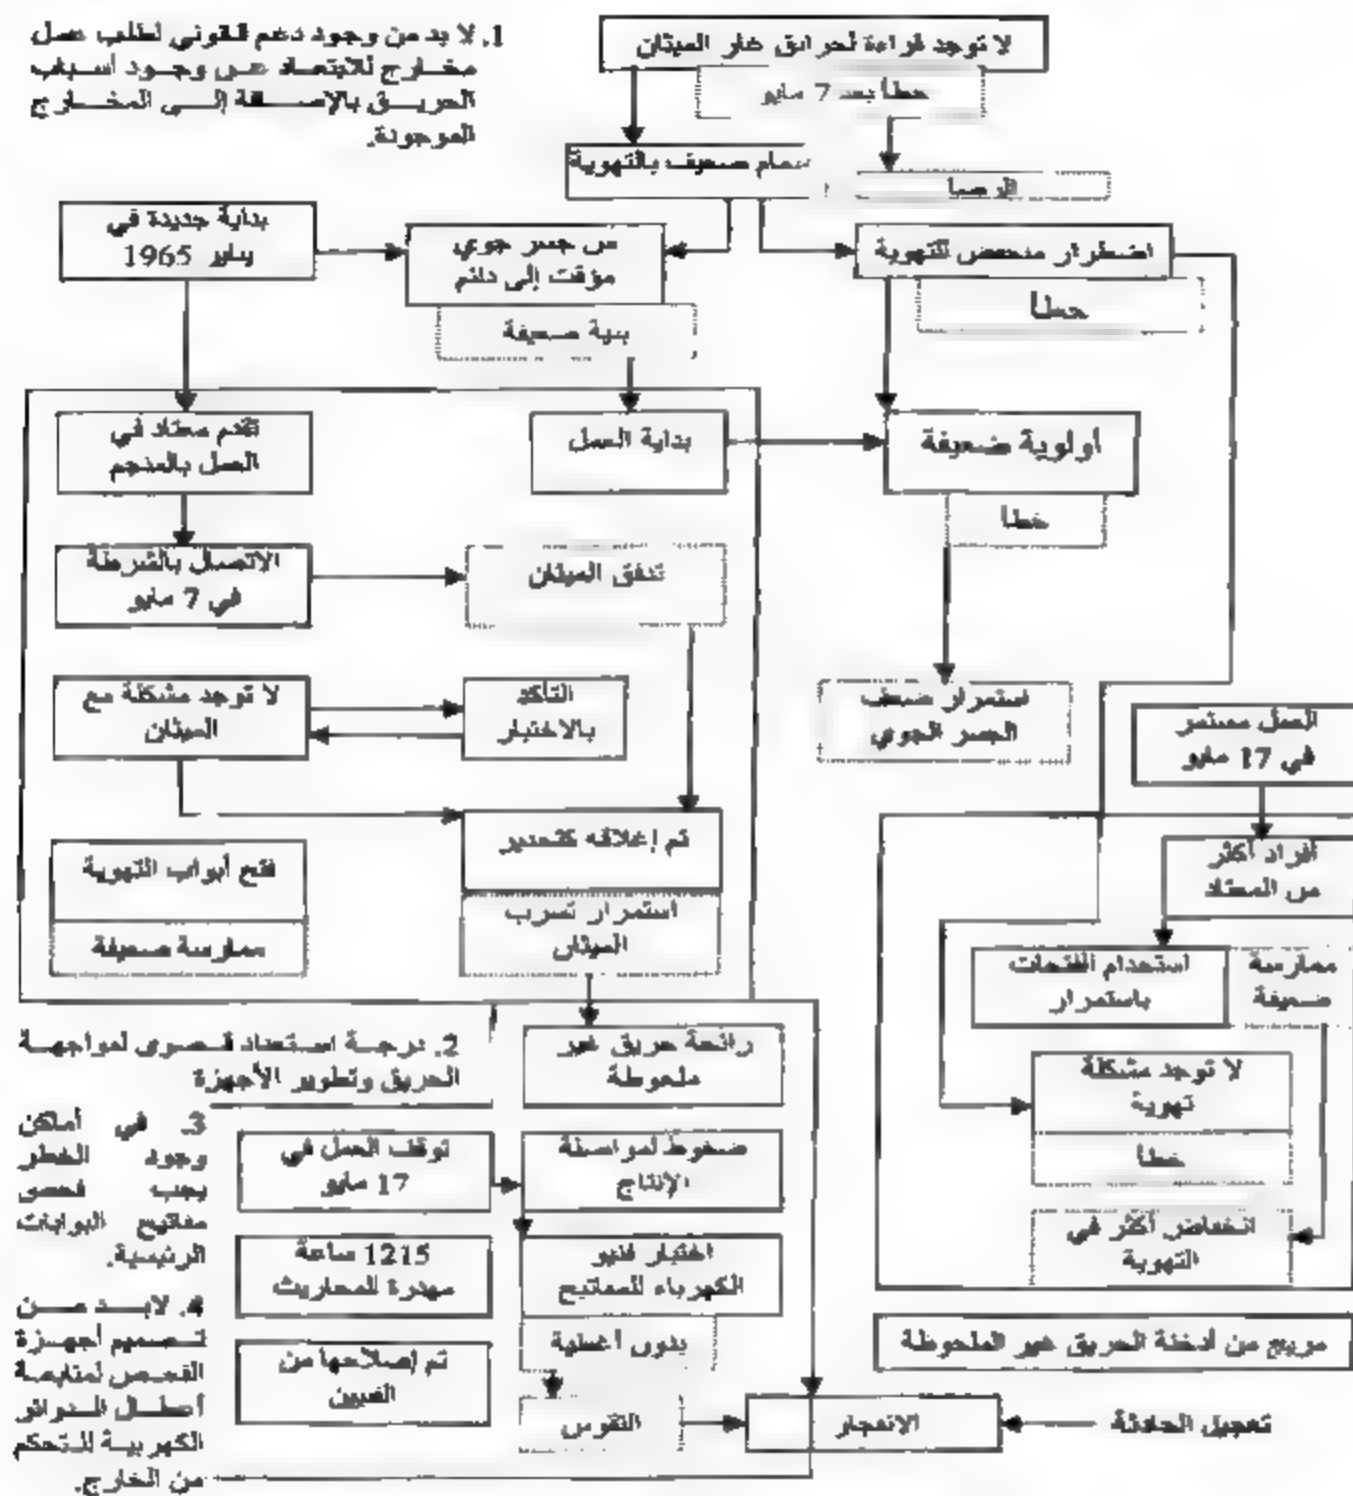 1. لا بد من وجود دعم قانوني لطلب عمل
مخارج للابتعاد عن وجود أسباب
الحريق بالإضافة إلى المخارج
الموجودة.
لا توجد قراءة لحرائق غاز الميثان
خطأ بعد 7 مايو
صمام ضعيف بالتهوية
الرضا
بداية جديدة في
يناير 1965
من جسر جوي
مؤقت إلى دائم
بنية ضعيفة
اضطرار منخفض للتهوية
خطأ
تقدم معتاد في
العمل بالمنجم
بداية العمل
أولوية ضعيفة
خطأ
الاتصال بالشرطة
في 7 مايو
تدفق الميثان
لا توجد مشكلة مع
الميثان
التأكد
بالاختبار
استمرار ضعف
الجسر الجوي
العمل مستمر
في 17 مايو
تم إغلاقه كتحذير
استمرار تسرب
الميثان
فتح أبواب التهوية
ممارسة ضعيفة
أفراد أكثر
من المعتاد
استخدام الفتحات
باستمرار
ممارسة
ضعيفة
لا توجد مشكلة
تهوية
خطأ
انخفاض أكثر في
التهوية
2. درجة استعداد قصوى لمواجهة
الحريق وتطوير الأجهزة
رائحة حريق غير
ملحوظة
3. في أماكن
وجود الخطر
يجب فحص
مفاتيح البوابات
الرئيسية.
توقف العمل في
17 مايو
ضغوط لمواصلة
الإنتاج
1215 ساعة
مهدرة للمحاريث
اختبار فنيو
الكهرباء للمفاتيح
بدون أغطية
تم إصلاحها من
الفنيين
4. لابد من
تصميم أجهزة
الفحص لمتابعة
أعطال الدوائر
الكهربية للتحكم
من الخارج.
مزيج من أدخنة الحريق غير الملحوظة
التقوس
الانفجار
تعجيل الحادثة